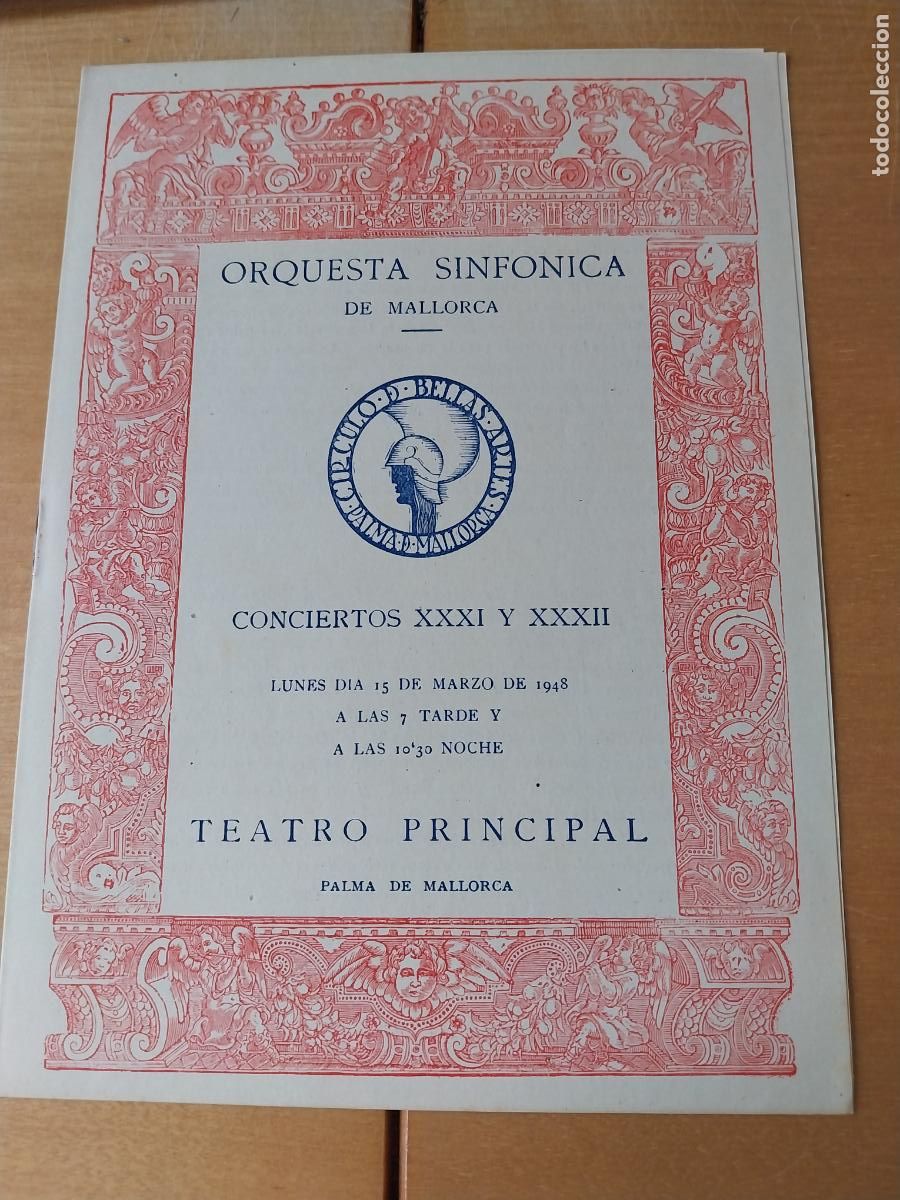 ORQUESTA SINFONICA
DE MALLORCA
CIRCULO · D · BELLAS · ARTES ·
PALMA · D · MALLORCA
CONCIERTOS XXXI Y XXXII
LUNES DIA 15 DE MARZO DE 1948
A LAS 7 TARDE Y
A LAS 10'30 NOCHE
TEATRO PRINCIPAL
PALMA DE MALLORCA
todocoleccion